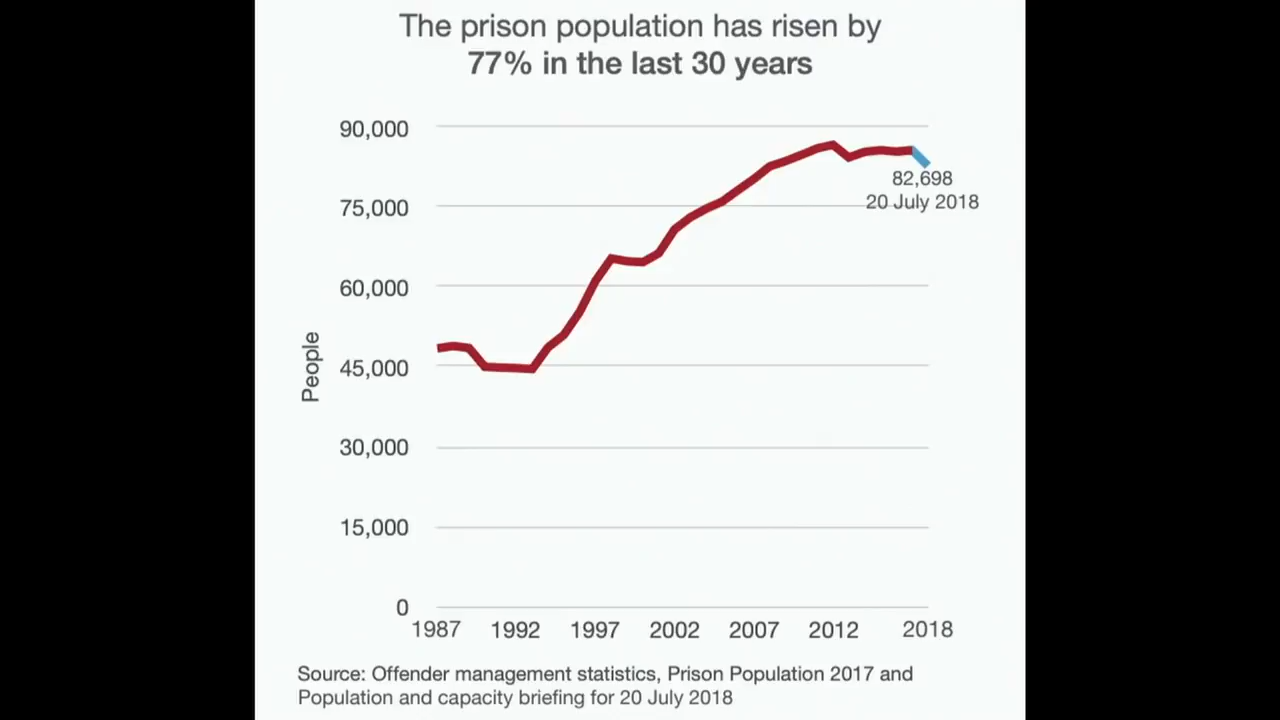 The prison population has risen by
77% in the last 30 years
90,000
75,000
60,000
45,000
30,000
15,000
0
People
82,698
20 July 2018
1987 1992 1997 2002 2007 2012 2018
Source: Offender management statistics, Prison Population 2017 and
Population and capacity briefing for 20 July 2018